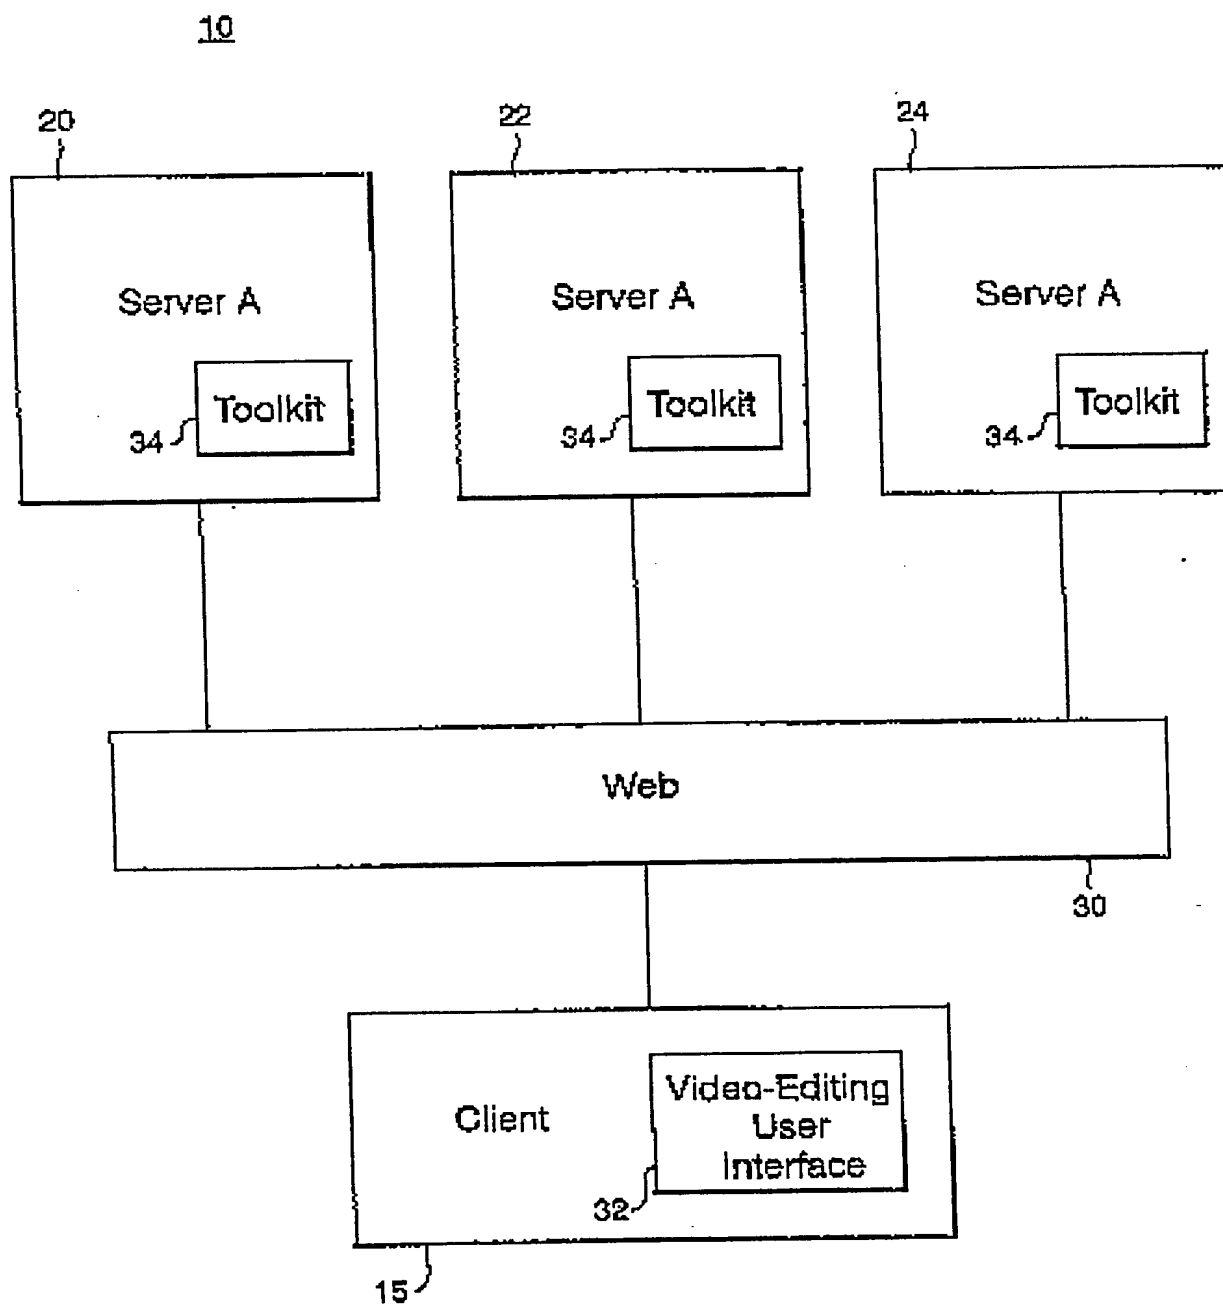 10
20
22
24
Server A
Server A
Server A
Toolkit
Toolkit
Toolkit
34
34
34
Web
30
Client
Video-Editing
User
Interface
32
15